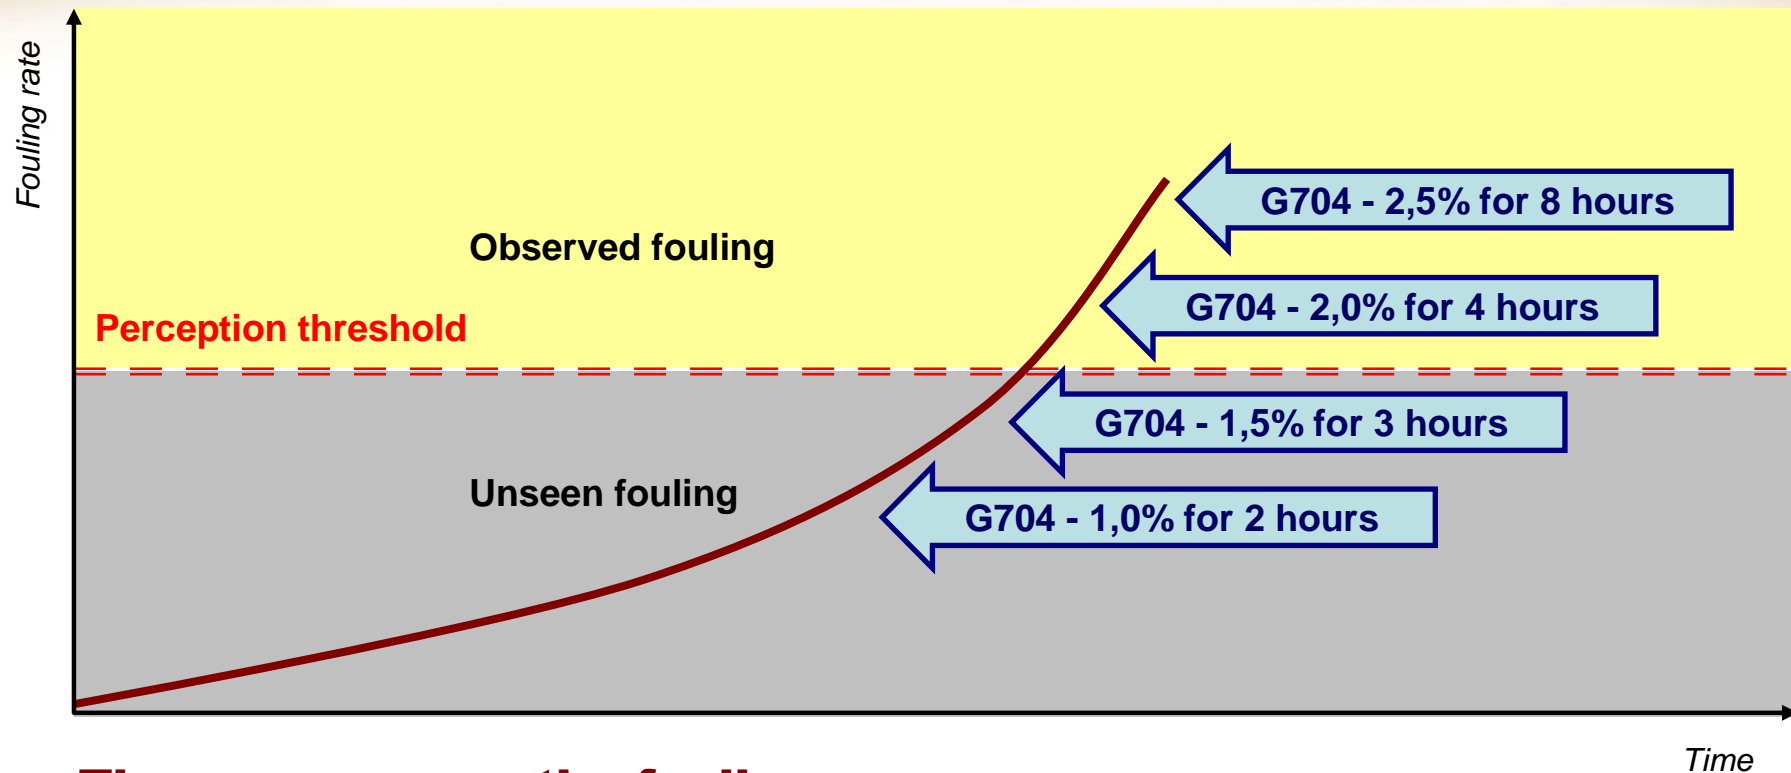 Fouling rate
G704 - 2,5% for 8 hours
Observed fouling
G704 - 2,0% for 4 hours
Perception threshold
G704 - 1,5% for 3 hours
Unseen fouling
G704 - 1,0% for 2 hours
Time